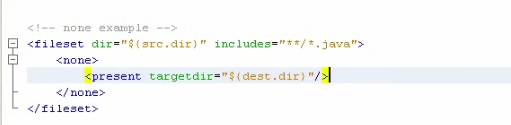 <!-- none example -->
<fileset dir="$(src.dir)" includes="**/*.java">
<none>
<present targetdir="$(dest.dir)"/>
</none>
</fileset>